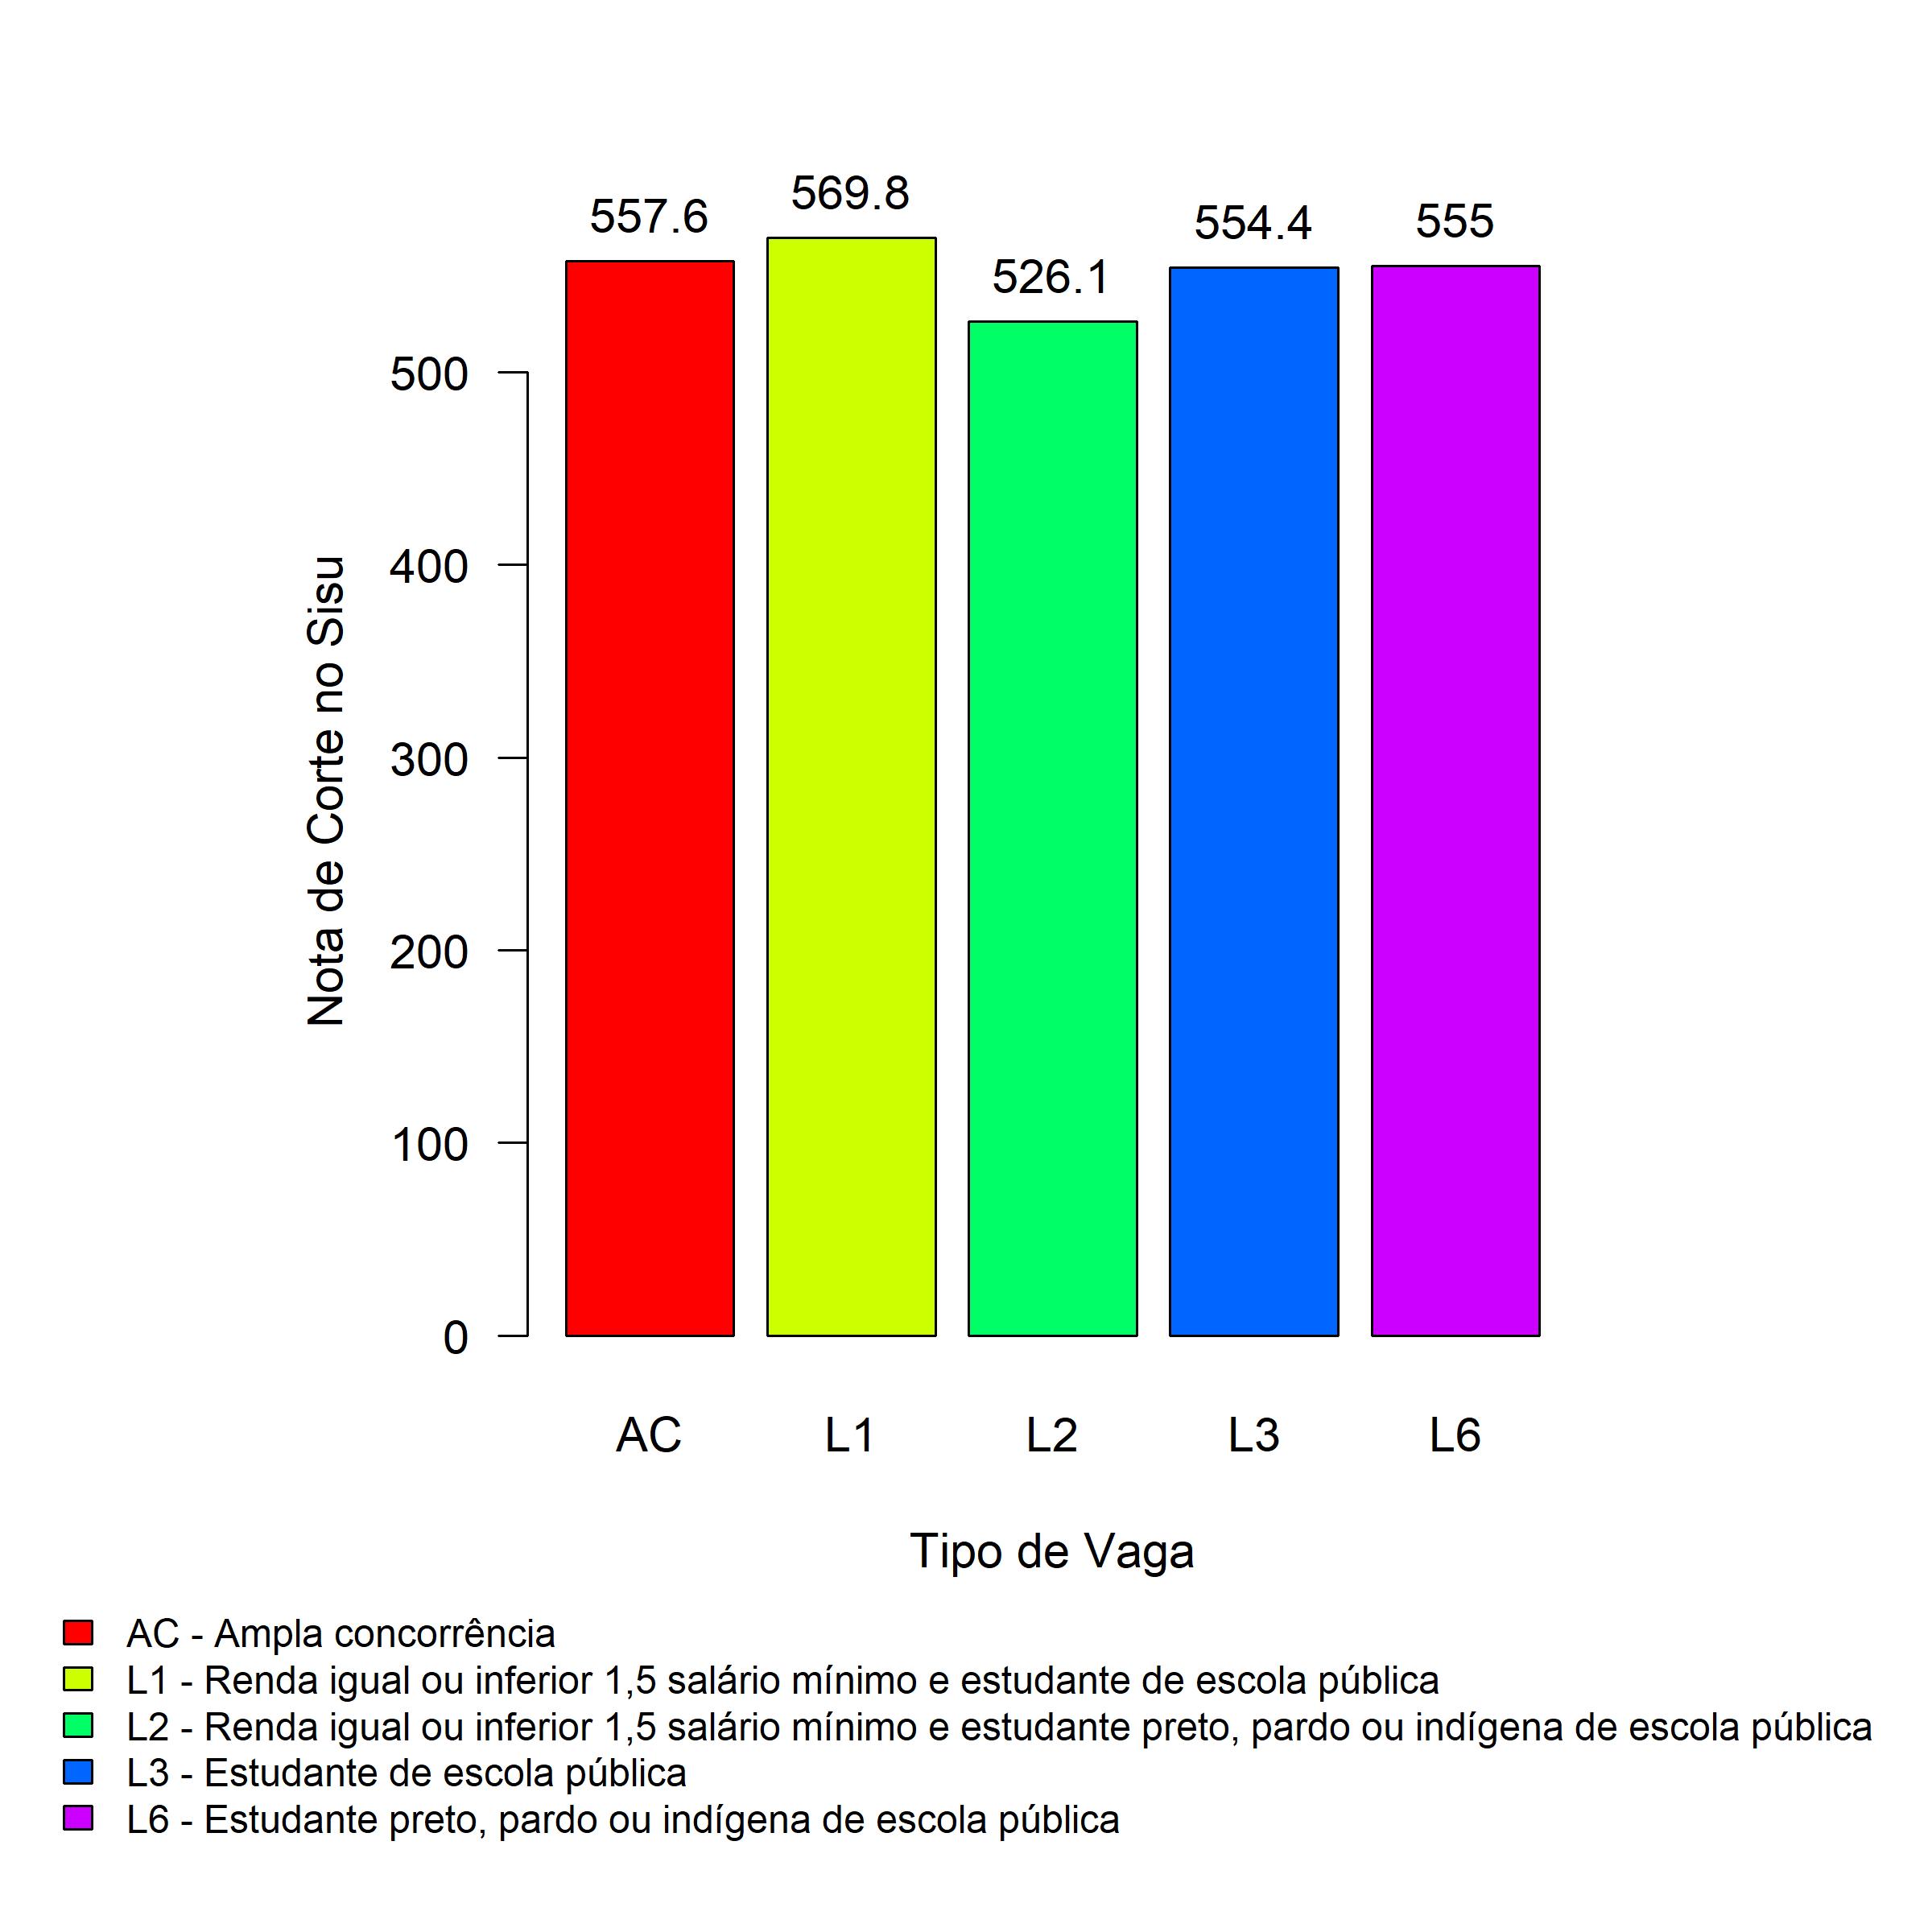 557.6
569.8
526.1
554.4
555
500
400
300
200
100
0
Nota de Corte no Sisu
AC
L1
L2
L3
L6
Tipo de Vaga
AC - Ampla concorrência
L1 - Renda igual ou inferior 1,5 salário mínimo e estudante de escola pública
L2 - Renda igual ou inferior 1,5 salário mínimo e estudante preto, pardo ou indígena de escola pública
L3 - Estudante de escola pública
L6 - Estudante preto, pardo ou indígena de escola pública